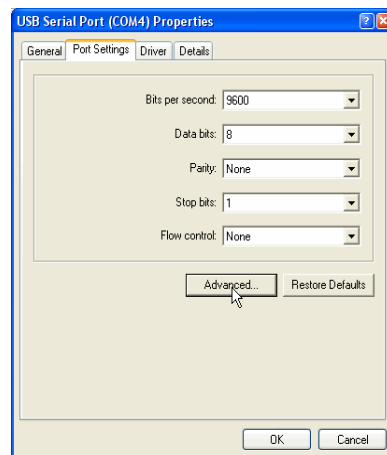 USB Serial Port (COM4) Properties
General Port Settings Driver Details
Bits per second: 9600
Data bits: 8
Parity: None
Stop bits: 1
Flow control: None
Advanced... Restore Defaults
OK Cancel